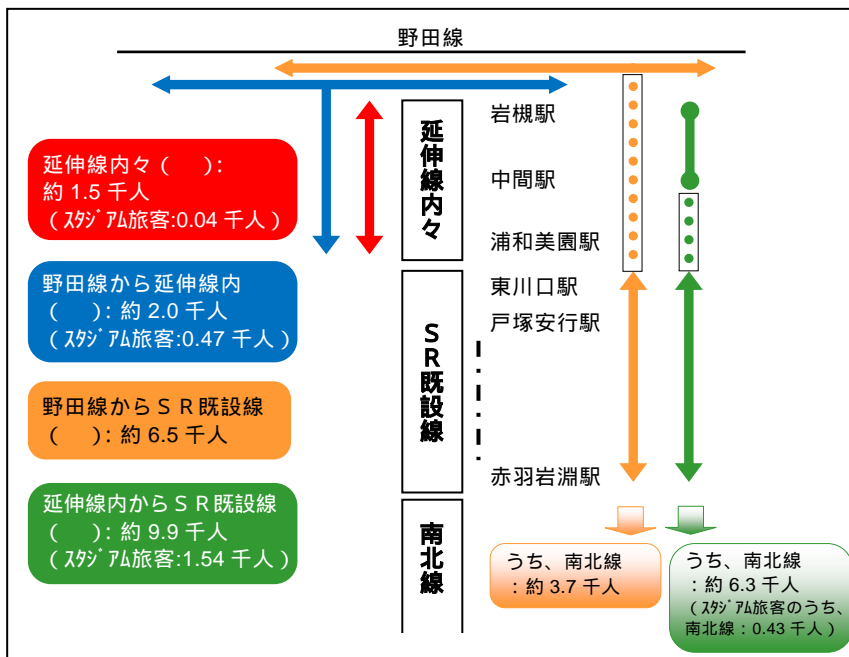 野田線
延伸線内々
岩槻駅
中間駅
浦和美園駅
延伸線内々（　）：
約 1.5 千人
（ｽﾀｼﾞｱﾑ旅客:0.04 千人）
野田線から延伸線内
（　）：約 2.0 千人
（ｽﾀｼﾞｱﾑ旅客:0.47 千人）
野田線からＳＲ既設線
（　）：約 6.5 千人
延伸線内からＳＲ既設線
（　）：約 9.9 千人
（ｽﾀｼﾞｱﾑ旅客:1.54 千人）
ＳＲ既設線
東川口駅
戸塚安行駅
赤羽岩淵駅
南北線
うち、南北線
：約 3.7 千人
うち、南北線
：約 6.3 千人
（ｽﾀｼﾞｱﾑ旅客のうち、
南北線：0.43 千人）